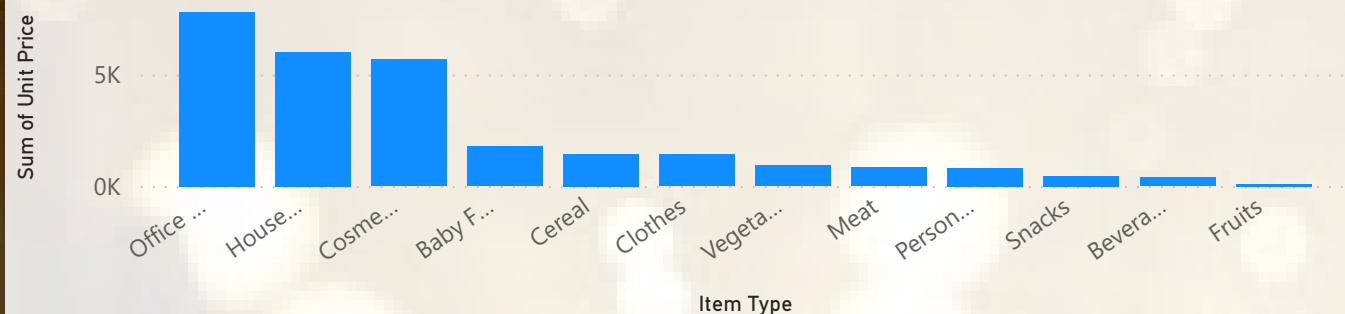 Sum of Unit Price
5K
0K
Office ...
House...
Cosme...
Baby F...
Cereal
Clothes
Vegeta...
Meat
Person...
Snacks
Bevera...
Fruits
Item Type